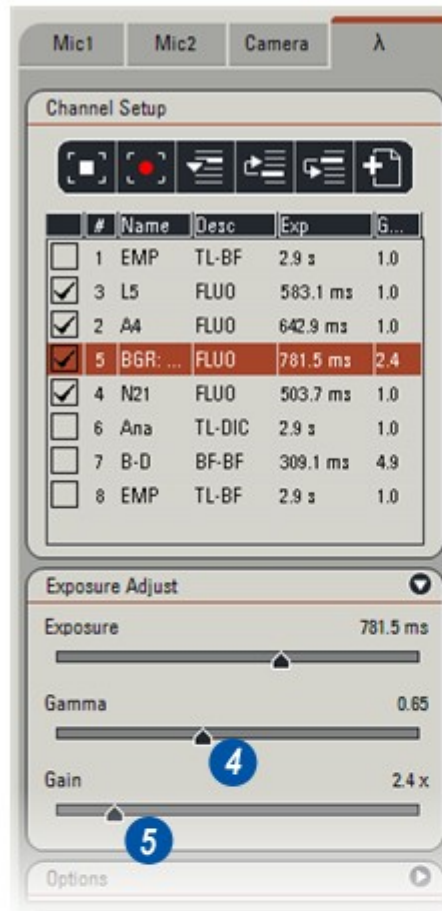 Mic1 Mic2 Camera λ
Channel Setup
# Name Desc Exp G...
1 EMP TL-BF 2.9 s 1.0
3 L5 FLUO 583.1 ms 1.0
2 A4 FLUO 642.9 ms 1.0
5 BGR: ... FLUO 781.5 ms 2.4
4 N21 FLUO 503.7 ms 1.0
6 Ana TL-DIC 2.9 s 1.0
7 B-D BF-BF 309.1 ms 4.9
8 EMP TL-BF 2.9 s 1.0
Exposure Adjust
Exposure 781.5 ms
Gamma 0.65
4
Gain 2.4 x
5
Options